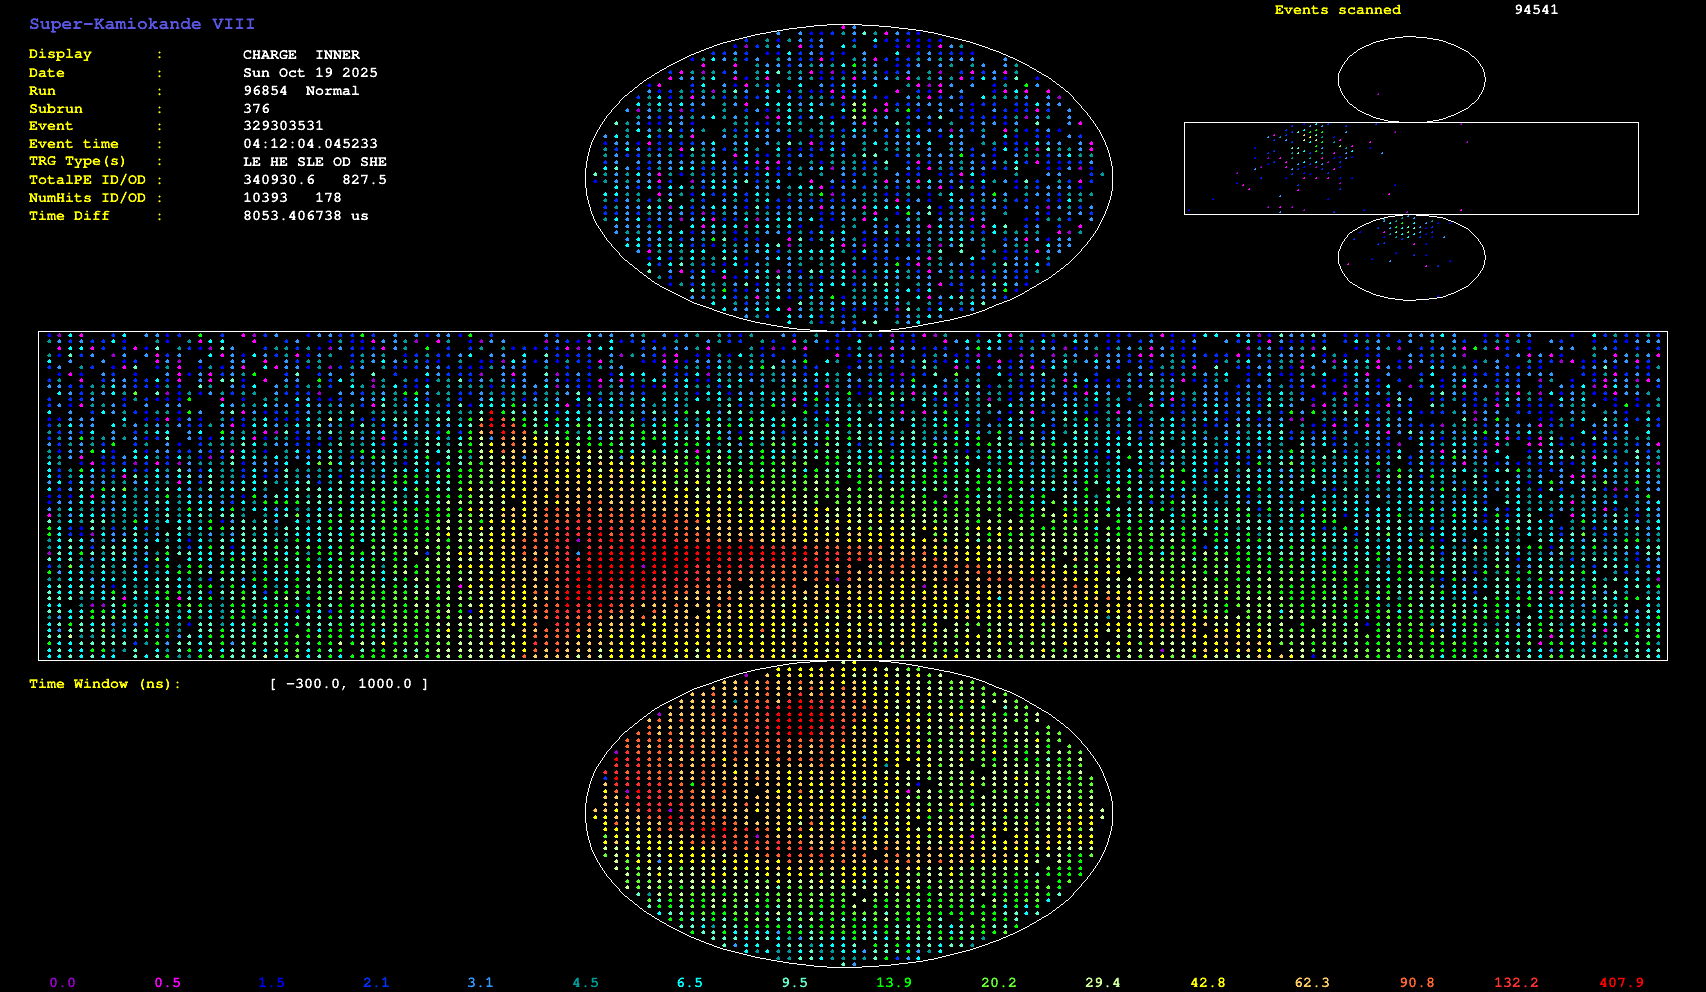 Super-Kamiokande VIII
Events scanned 94541
Display : CHARGE INNER
Date : Sun Oct 19 2025
Run : 96854 Normal
Subrun : 376
Event : 329303531
Event time : 04:12:04.045233
TRG Type(s) : LE HE SLE OD SHE
TotalPE ID/OD : 340930.6 827.5
NumHits ID/OD : 10393 178
Time Diff : 8053.406738 us
Time Window (ns): [ -300.0, 1000.0 ]
0.0 0.5 1.5 2.1 3.1 4.5 6.5 9.5 13.9 20.2 29.4 42.8 62.3 90.8 132.2 407.9